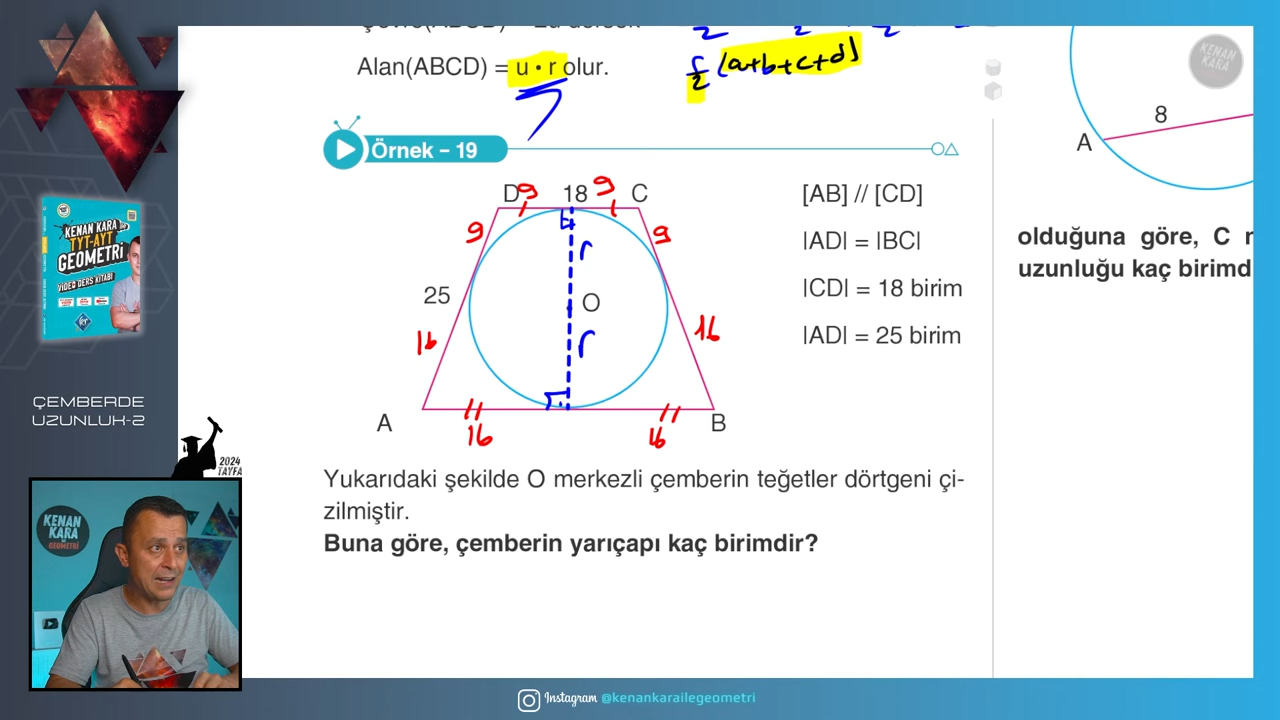 Alan(ABCD) = u • r olur.
r/2 (a+b+c+d)
Örnek – 19
D 9 18 9 C
9 9
r
25
O
r
16 16
A B
16 16
[AB] // [CD]
|AD| = |BC|
|CD| = 18 birim
|AD| = 25 birim
Yukarıdaki şekilde O merkezli çemberin teğetler dörtgeni çi-
zilmiştir.
Buna göre, çemberin yarıçapı kaç birimdir?
KENAN
KARA
8
A
olduğuna göre, C
uzunluğu kaç birimd
KENAN KARA
TYT-AYT
GEOMETRİ
VİDEO DERS KİTABI
ÇEMBERDE
UZUNLUK-2
2024
TAYFA
KENAN
KARA
GEOMETRİ
Instagram @kenankarailegeometri